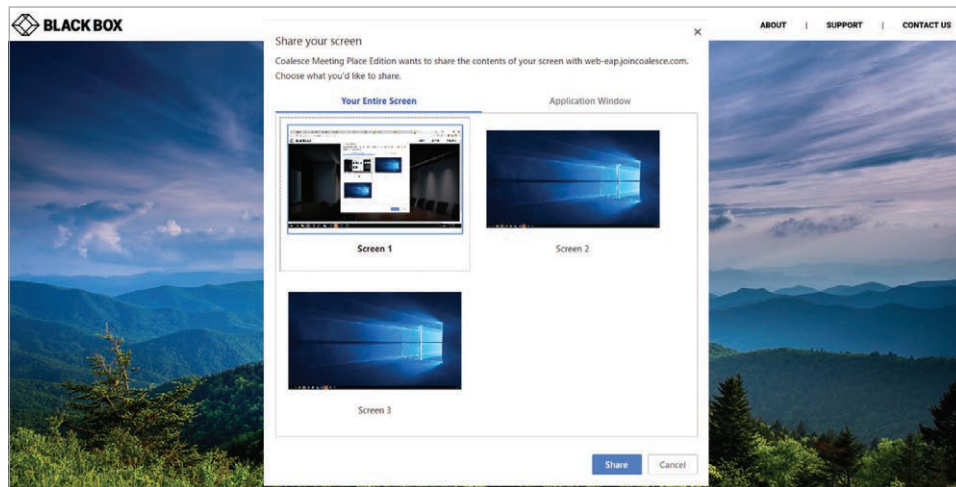 BLACK BOX
ABOUT | SUPPORT | CONTACT US
Share your screen
Coalesce Meeting Place Edition wants to share the contents of your screen with web-eap.joincoalesce.com.
Choose what you'd like to share.
Your Entire Screen
Application Window
Screen 1
Screen 2
Screen 3
Share
Cancel